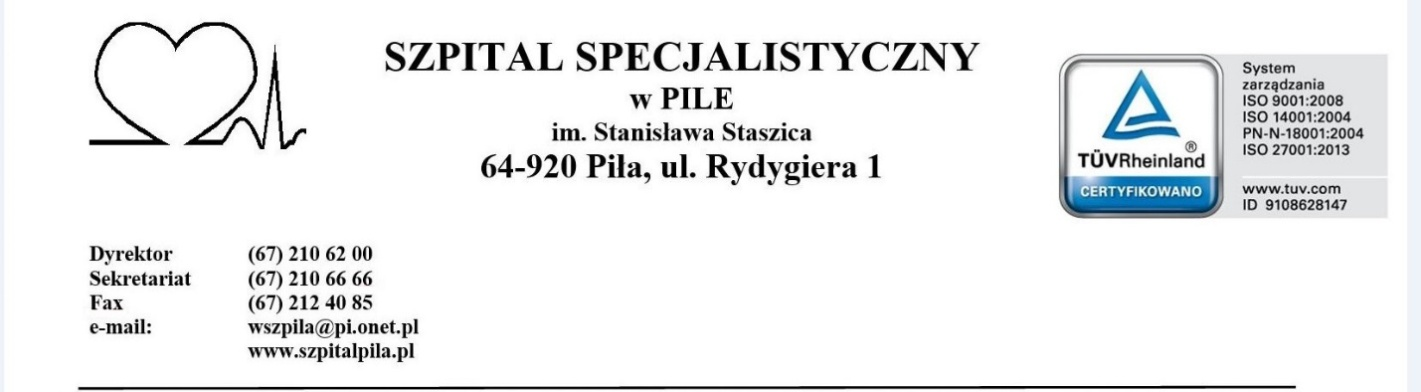 SZPITAL SPECJALISTYCZNY
w PILE
im. Stanisława Staszica
64-920 Piła, ul. Rydygiera 1
TÜVRheinland®
CERTYFIKOWANO
System
zarządzania
ISO 9001:2008
ISO 14001:2004
PN-N-18001:2004
ISO 27001:2013
www.tuv.com
ID 9108628147
Dyrektor (67) 210 62 00
Sekretariat (67) 210 66 66
Fax (67) 212 40 85
e-mail: wszpila@pi.onet.pl
www.szpitalpila.pl